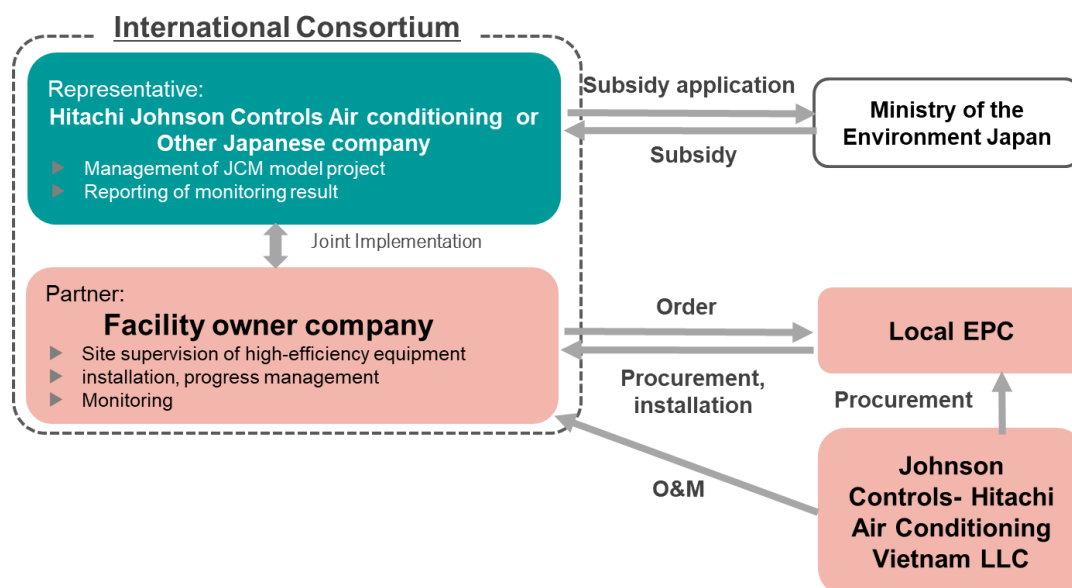 International Consortium
Representative:
Hitachi Johnson Controls Air conditioning or
Other Japanese company
Management of JCM model project
Reporting of monitoring result
Subsidy application
Subsidy
Ministry of the
Environment Japan
Joint Implementation
Partner:
Facility owner company
Site supervision of high-efficiency equipment
installation, progress management
Monitoring
Order
Procurement,
installation
Local EPC
Procurement
O&M
Johnson
Controls- Hitachi
Air Conditioning
Vietnam LLC